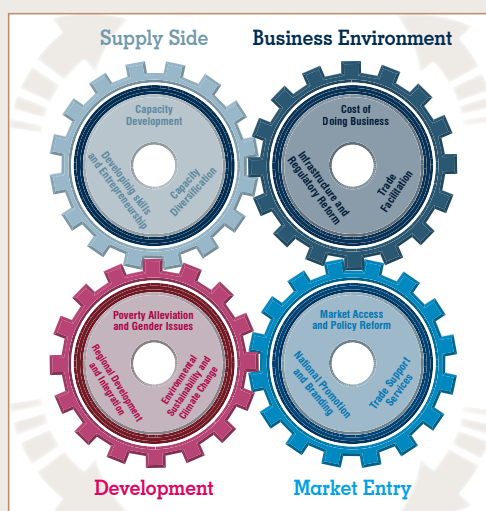 Supply Side
Business Environment
Capacity
Development
Developinig skills
and Entrepreneurship
Capacity
Diversification
Cost of
Doing Business
Infrastructure and
Regulatory Reform
Trade
Facilitation
Poverty Alleviation
and Gender Issues
Regional Development
and Integration
Environmental
Sustainability and
Climate Change
Market Access
and Policy Reform
National Promotion
and Branding
Trade Support
Services
Development
Market Entry